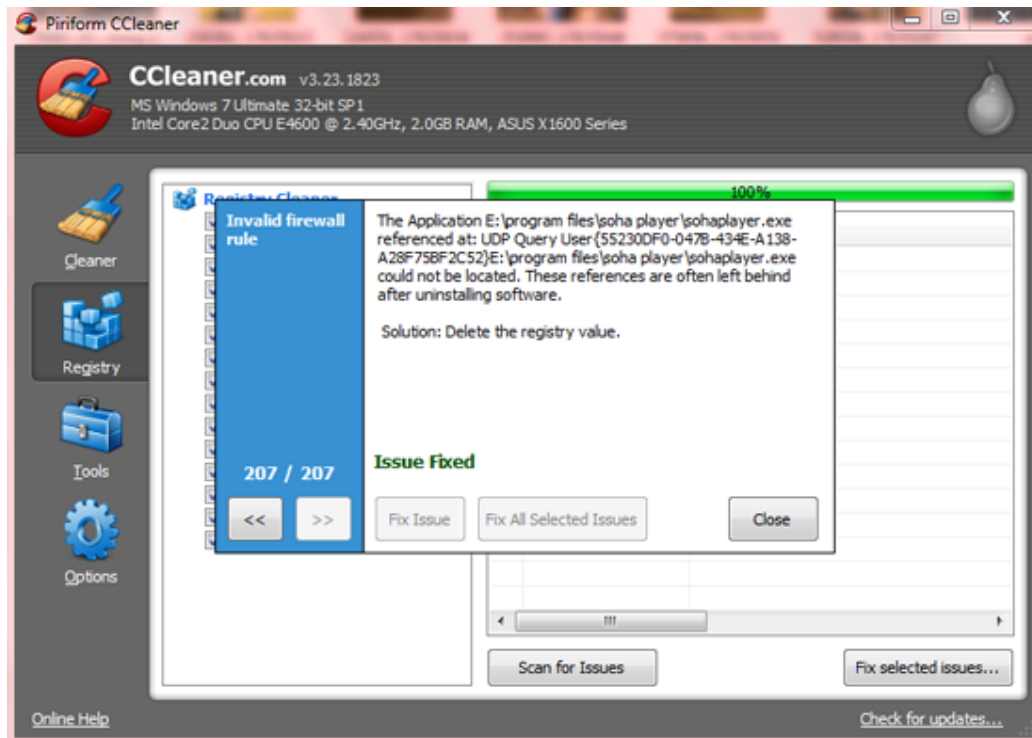 Piriform CCleaner
CCleaner.com v3.23.1823
MS Windows 7 Ultimate 32-bit SP1
Intel Core2 Duo CPU E4600 @ 2.40GHz, 2.0GB RAM, ASUS X1600 Series
Cleaner
Registry
Tools
Options
Registry Cleaner
100%
Invalid firewall
rule
The Application E:\program files\soha player\sohaplayer.exe
referenced at: UDP Query User{55230DF0-047B-434E-A138-
A28F75BF2C52}E:\program files\soha player\sohaplayer.exe
could not be located. These references are often left behind
after uninstalling software.
Solution: Delete the registry value.
Issue Fixed
207 / 207
<< >> Fix Issue Fix All Selected Issues Close
Scan for Issues Fix selected issues...
Online Help Check for updates...